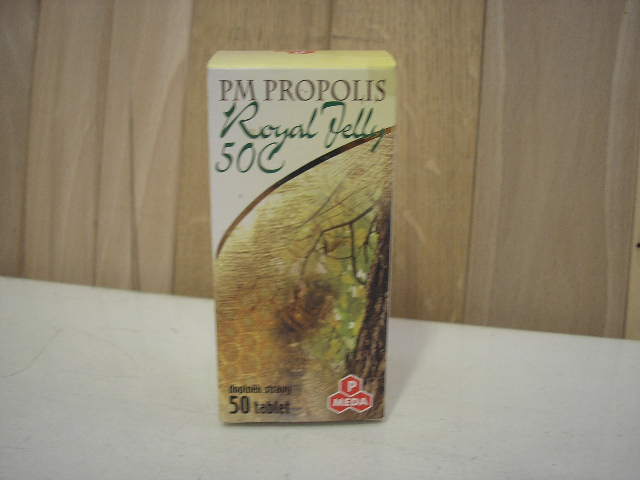 PM PROPOLIS
Royal Jelly
50C
doplněk stravy
50 tablet
P
MEDA